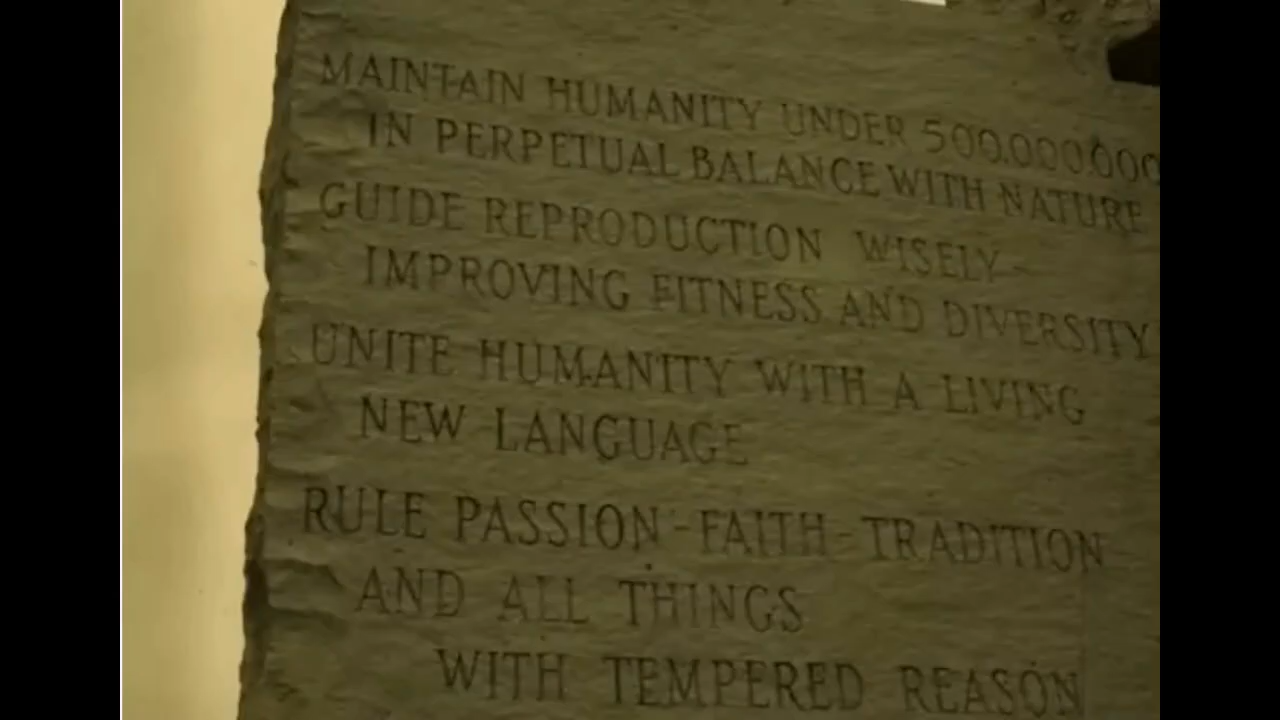 MAINTAIN HUMANITY UNDER 500.000.000
IN PERPETUAL BALANCE WITH NATURE
GUIDE REPRODUCTION WISELY -
IMPROVING FITNESS AND DIVERSITY
UNITE HUMANITY WITH A LIVING
NEW LANGUAGE
RULE PASSION - FAITH - TRADITION
AND ALL THINGS
WITH TEMPERED REASON